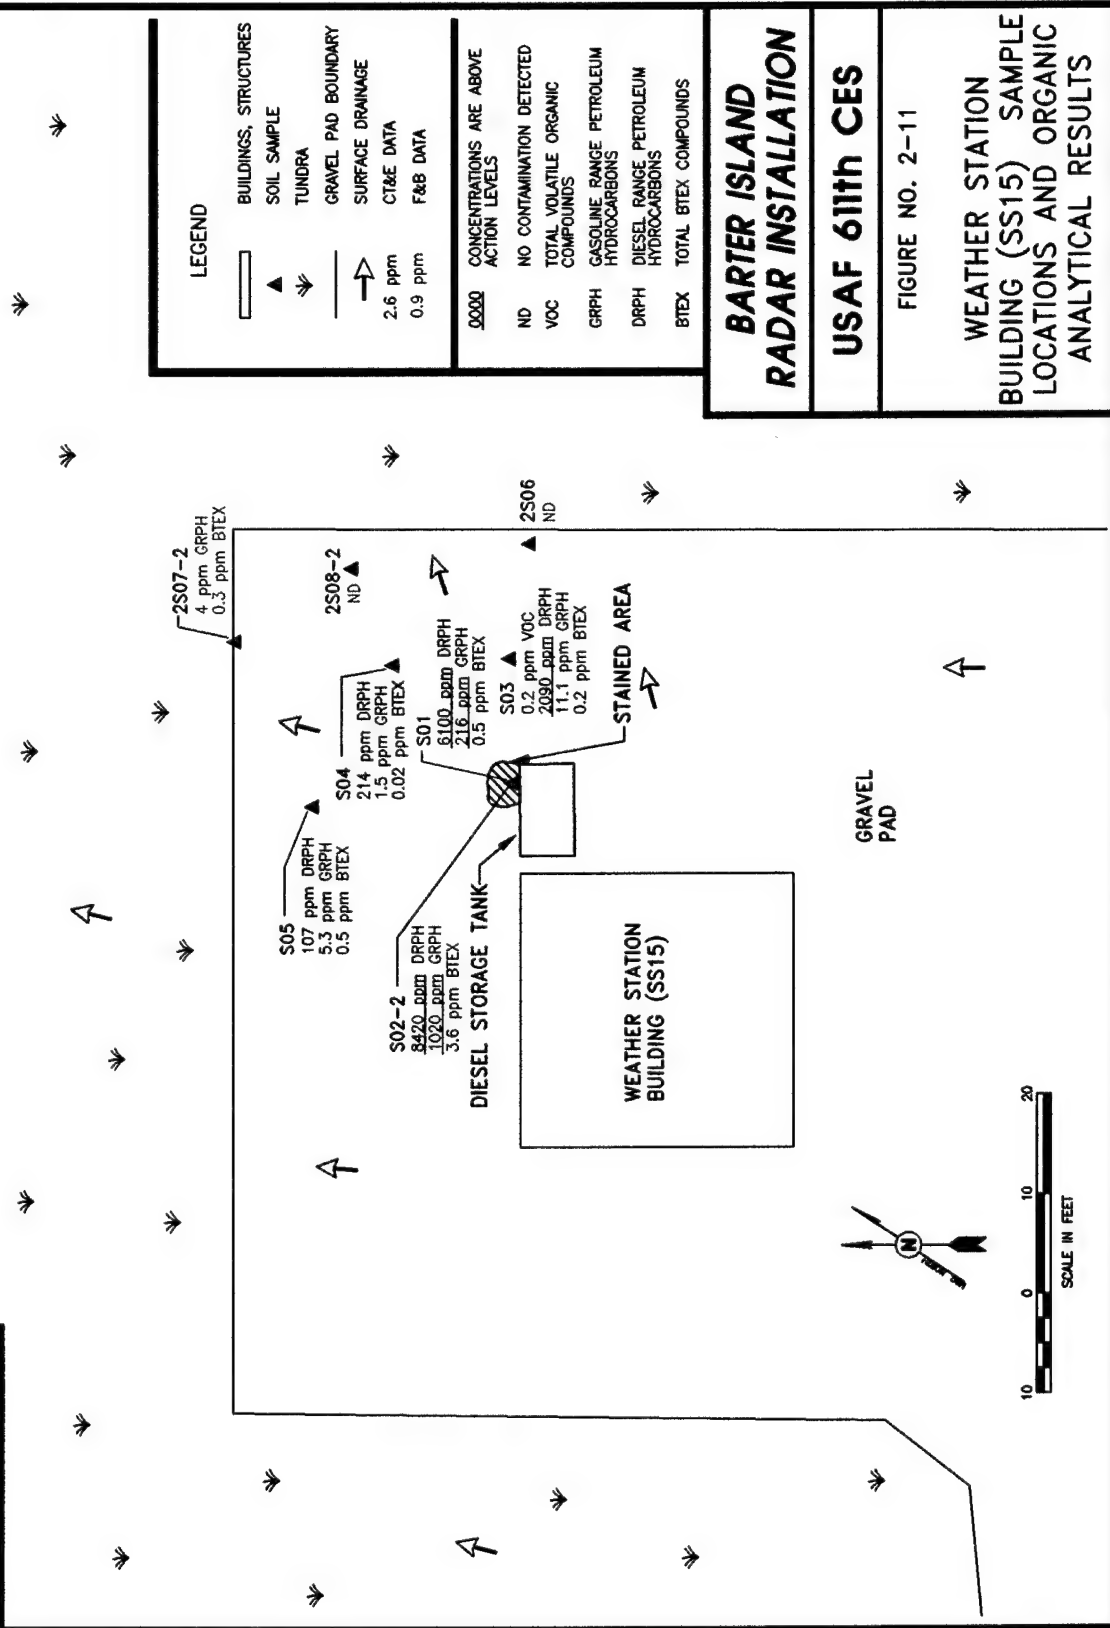 2S07-2
4 ppm GRPH
0.3 ppm BTEX
2S08-2
ND
2S06
ND
S04
214 ppm DRPH
1.5 ppm GRPH
0.02 ppm BTEX
S01
6100 ppm DRPH
216 ppm GRPH
0.5 ppm BTEX
S03
0.2 ppm VOC
2090 ppm DRPH
11.1 ppm GRPH
0.2 ppm BTEX
STAINED AREA
S05
107 ppm DRPH
5.3 ppm GRPH
0.5 ppm BTEX
S02-2
8420 ppm DRPH
1020 ppm GRPH
3.6 ppm BTEX
DIESEL STORAGE TANK
WEATHER STATION
BUILDING (SS15)
GRAVEL
PAD
N
10 0 10 20
SCALE IN FEET
LEGEND
BUILDINGS, STRUCTURES
SOIL SAMPLE
TUNDRA
GRAVEL PAD BOUNDARY
SURFACE DRAINAGE
2.6 ppm CT&E DATA
0.9 ppm F&B DATA
0000 CONCENTRATIONS ARE ABOVE
ACTION LEVELS
ND NO CONTAMINATION DETECTED
VOC TOTAL VOLATILE ORGANIC
COMPOUNDS
GRPH GASOLINE RANGE PETROLEUM
HYDROCARBONS
DRPH DIESEL RANGE PETROLEUM
HYDROCARBONS
BTEX TOTAL BTEX COMPOUNDS
BARTER ISLAND
RADAR INSTALLATION
USAF 611th CES
FIGURE NO. 2-11
WEATHER STATION
BUILDING (SS15) SAMPLE
LOCATIONS AND ORGANIC
ANALYTICAL RESULTS